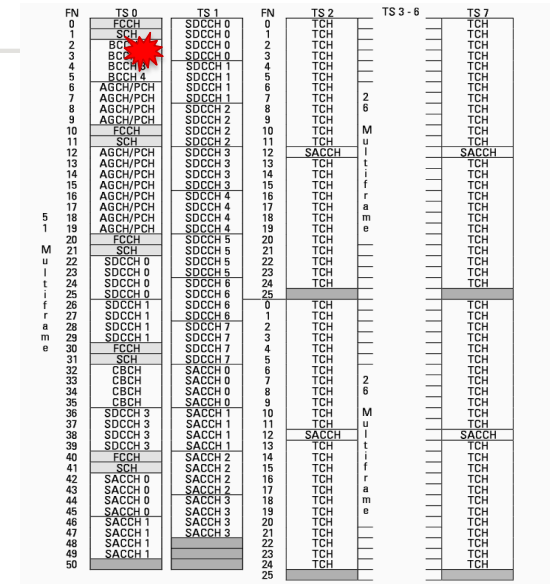 FN TS 0 TS 1 FN TS 2 TS 3 - 6 TS 7
0 FCCH SDCCH 0 0 TCH TCH
1 SCH SDCCH 0 1 TCH TCH
2 SDCCH 0 2 TCH TCH
3 SDCCH 0 3 TCH TCH
4 BCCH 3 SDCCH 1 4 TCH TCH
5 BCCH 4 SDCCH 1 5 TCH TCH
6 AGCH/PCH SDCCH 1 6 TCH TCH
7 AGCH/PCH SDCCH 1 7 TCH TCH
8 AGCH/PCH SDCCH 2 8 TCH TCH
9 AGCH/PCH SDCCH 2 9 TCH TCH
10 FCCH SDCCH 2 10 TCH TCH
11 SCH SDCCH 2 11 TCH TCH
12 AGCH/PCH SDCCH 3 12 SACCH SACCH
13 AGCH/PCH SDCCH 3 13 TCH TCH
14 AGCH/PCH SDCCH 3 14 TCH TCH
15 AGCH/PCH SDCCH 3 15 TCH TCH
16 AGCH/PCH SDCCH 4 16 TCH TCH
17 AGCH/PCH SDCCH 4 17 TCH TCH
18 AGCH/PCH SDCCH 4 18 TCH TCH
19 AGCH/PCH SDCCH 4 19 TCH TCH
20 FCCH SDCCH 5 20 TCH TCH
21 SCH SDCCH 5 21 TCH TCH
22 SDCCH 0 SDCCH 5 22 TCH TCH
23 SDCCH 0 SDCCH 5 23 TCH TCH
24 SDCCH 0 SDCCH 6 24 TCH TCH
25 SDCCH 0 SDCCH 6 25
26 SDCCH 1 SDCCH 6 0 TCH TCH
27 SDCCH 1 SDCCH 6 1 TCH TCH
28 SDCCH 1 SDCCH 7 2 TCH TCH
29 SDCCH 1 SDCCH 7 3 TCH TCH
30 FCCH SDCCH 7 4 TCH TCH
31 SCH SDCCH 7 5 TCH TCH
32 CBCH SACCH 0 6 TCH TCH
33 CBCH SACCH 0 7 TCH TCH
34 CBCH SACCH 0 8 TCH TCH
35 CBCH SACCH 0 9 TCH TCH
36 SDCCH 3 SACCH 1 10 TCH TCH
37 SDCCH 3 SACCH 1 11 TCH TCH
38 SDCCH 3 SACCH 1 12 SACCH SACCH
39 SDCCH 3 SACCH 1 13 TCH TCH
40 FCCH SACCH 2 14 TCH TCH
41 SCH SACCH 2 15 TCH TCH
42 SACCH 0 SACCH 2 16 TCH TCH
43 SACCH 0 SACCH 2 17 TCH TCH
44 SACCH 0 SACCH 3 18 TCH TCH
45 SACCH 0 SACCH 3 19 TCH TCH
46 SACCH 1 SACCH 3 20 TCH TCH
47 SACCH 1 SACCH 3 21 TCH TCH
48 SACCH 1 22 TCH TCH
49 SACCH 1 23 TCH TCH
50 24 TCH TCH
25
51 Multiframe
26 Multiframe
26 Multiframe